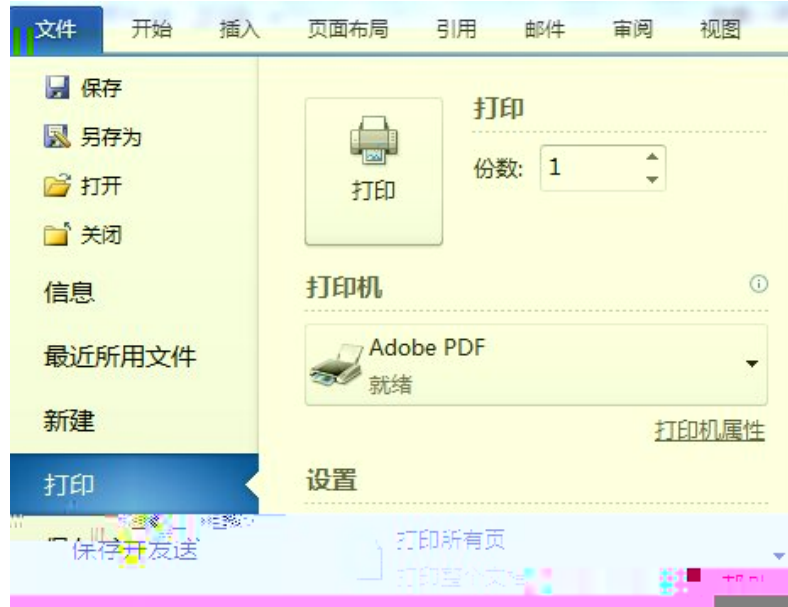 文件 开始 插入 页面布局 引用 邮件 审阅 视图
保存
另存为
打开
关闭
信息
最近所用文件
新建
打印
保存并发送
打印
打印
份数: 1
打印机
Adobe PDF
就绪
打印机属性
设置
打印所有页